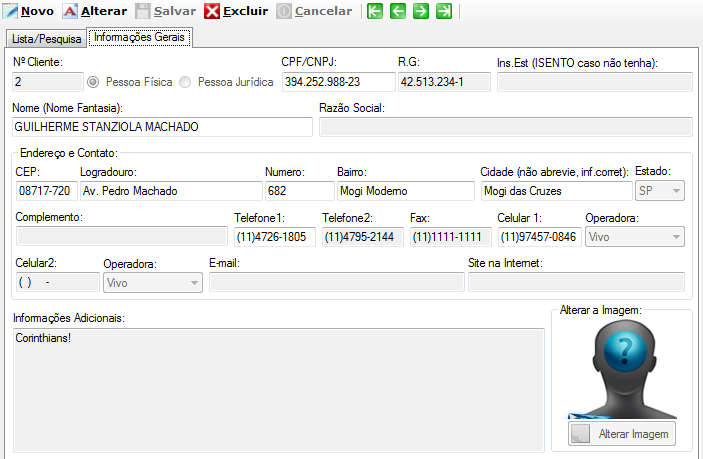 Novo Alterar Salvar Excluir Cancelar
Lista/Pesquisa Informações Gerais
Nº Cliente: CPF/CNPJ: R.G: Ins.Est (ISENTO caso não tenha):
2 Pessoa Física Pessoa Jurídica 394.252.988-23 42.513.234-1
Nome (Nome Fantasia): Razão Social:
GUILHERME STANZIOLA MACHADO
Endereço e Contato:
CEP: Logradouro: Numero: Bairro: Cidade (não abrevie, inf.corret): Estado:
08717-720 Av. Pedro Machado 682 Mogi Moderno Mogi das Cruzes SP
Complemento: Telefone1: Telefone2: Fax: Celular 1: Operadora:
(11)4726-1805 (11)4795-2144 (11)1111-1111 (11)97457-0846 Vivo
Celular2: Operadora: E-mail: Site na Internet:
( ) - Vivo
Informações Adicionais: Alterar a Imagem:
Corinthians!
?
Alterar Imagem